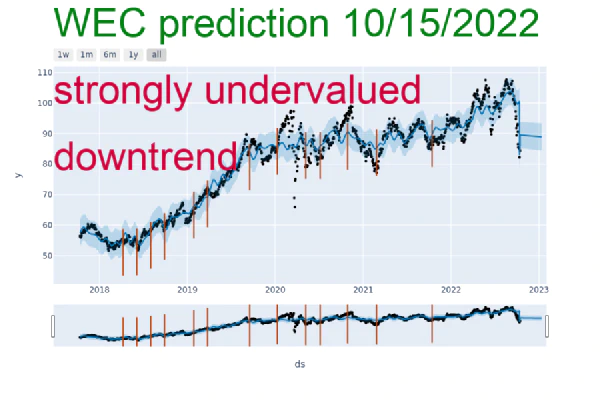 WEC prediction 10/15/2022
1w 1m 6m 1y all
110
strongly undervalued
100
90
downtrend
80
y
70
60
50
2018 2019 2020 2021 2022 2023
ds